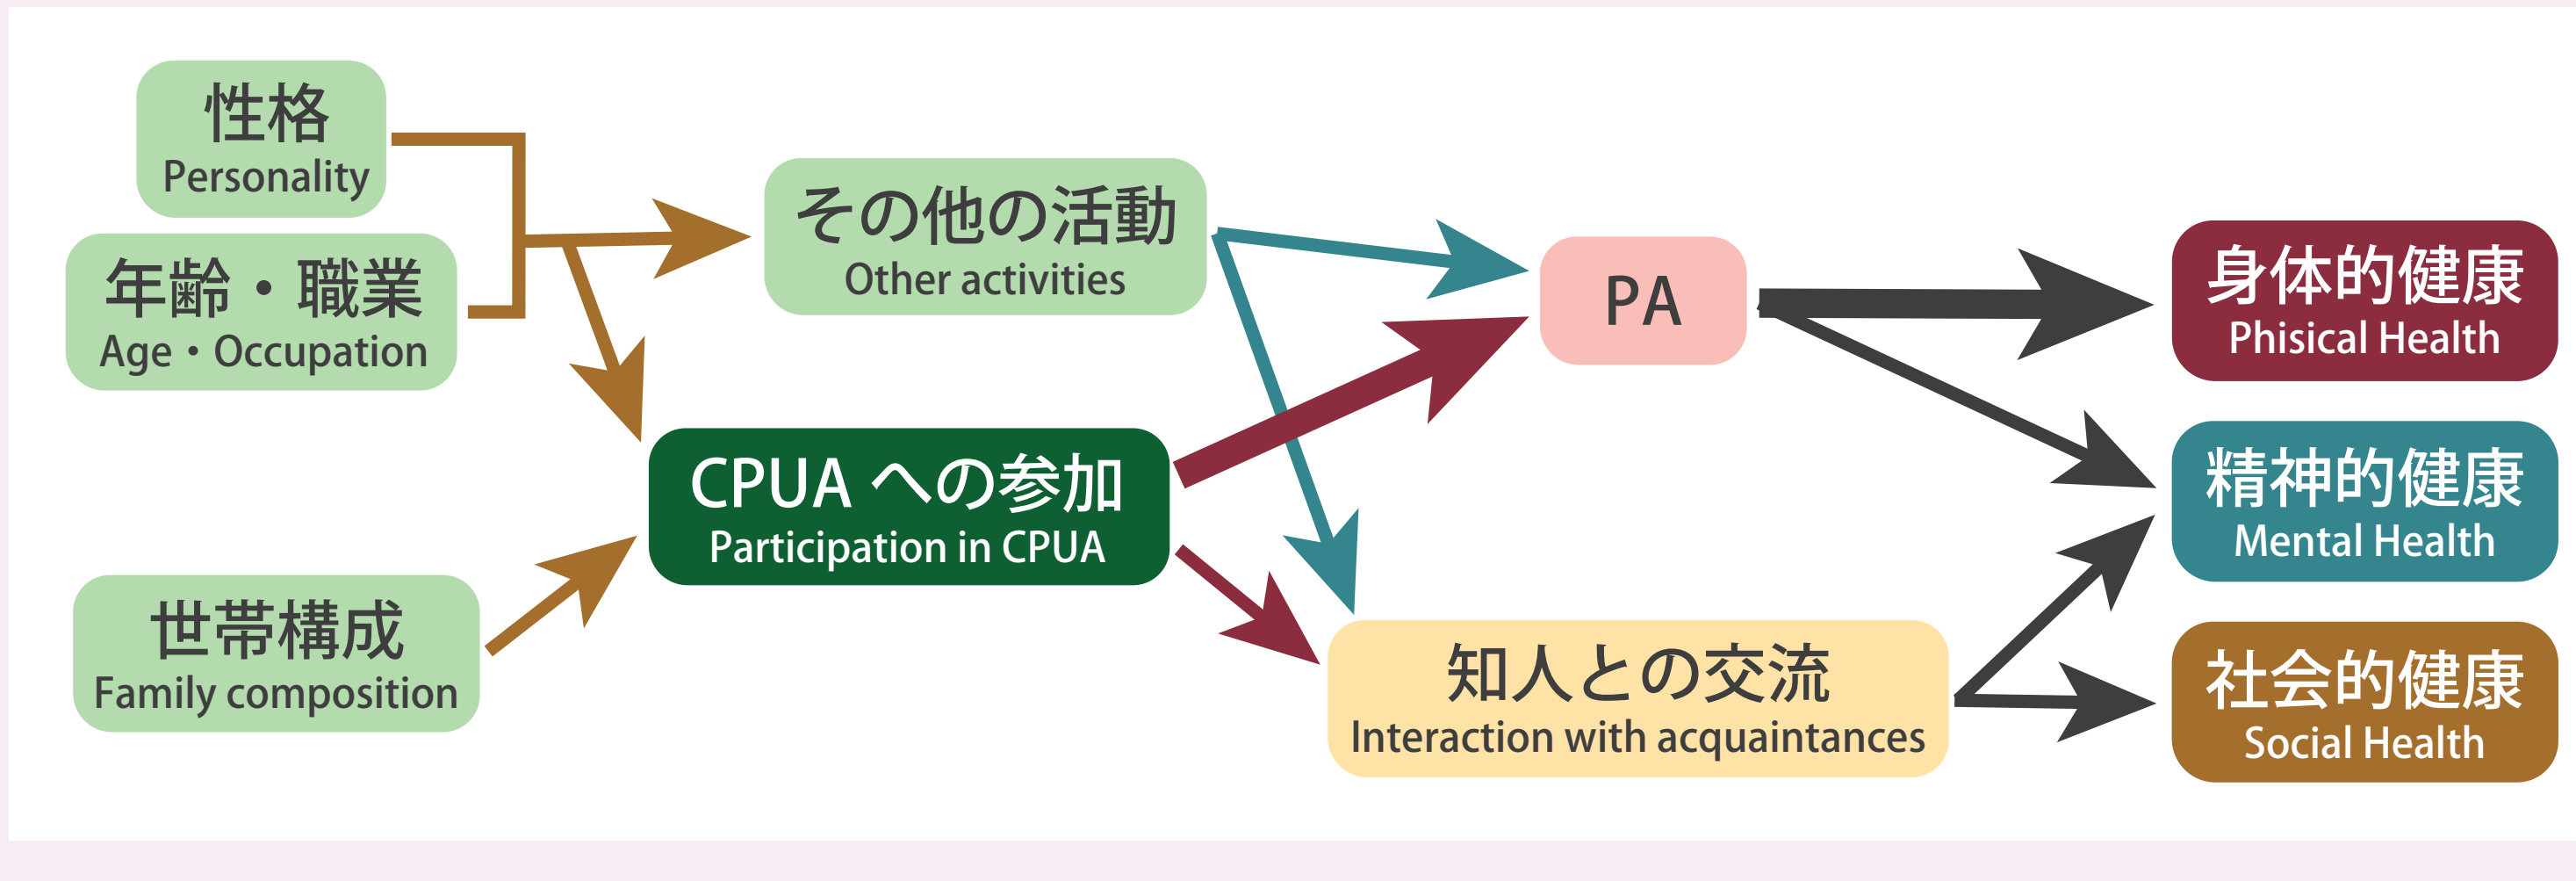 性格
Personality
年齢・職業
Age・Occupation
世帯構成
Family composition
その他の活動
Other activities
CPUA への参加
Participation in CPUA
PA
知人との交流
Interaction with acquaintances
身体的健康
Phisical Health
精神的健康
Mental Health
社会的健康
Social Health